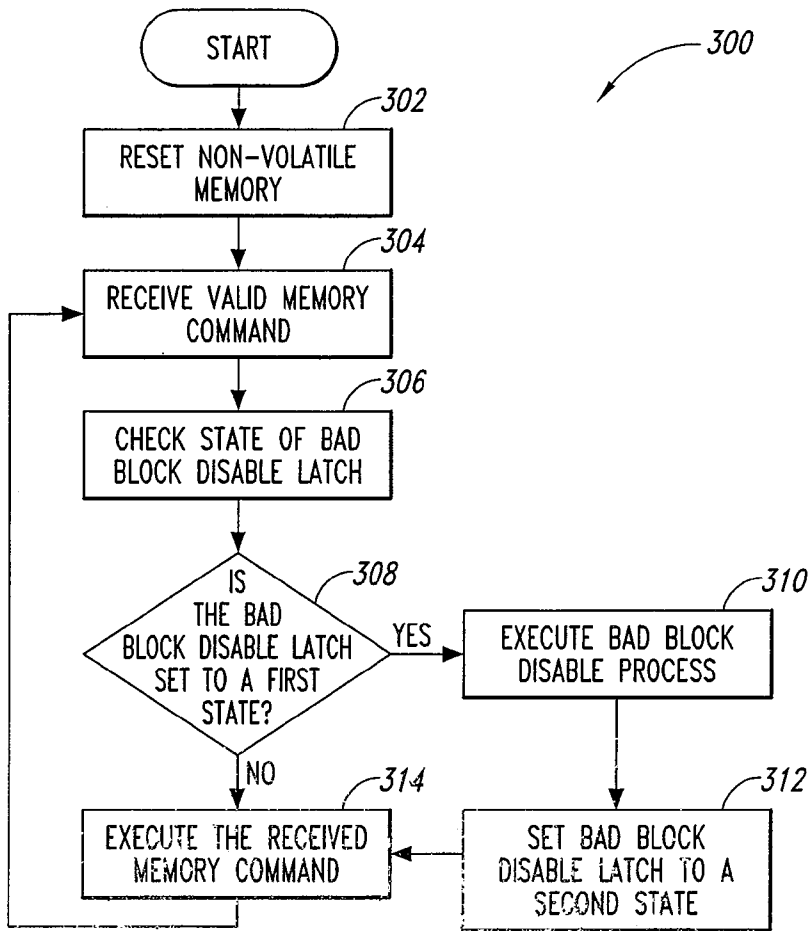 START
300
302
RESET NON-VOLATILE
MEMORY
304
RECEIVE VALID MEMORY
COMMAND
306
CHECK STATE OF BAD
BLOCK DISABLE LATCH
308
IS
THE BAD
BLOCK DISABLE LATCH
SET TO A FIRST
STATE?
YES
310
EXECUTE BAD BLOCK
DISABLE PROCESS
NO
314
EXECUTE THE RECEIVED
MEMORY COMMAND
312
SET BAD BLOCK
DISABLE LATCH TO A
SECOND STATE